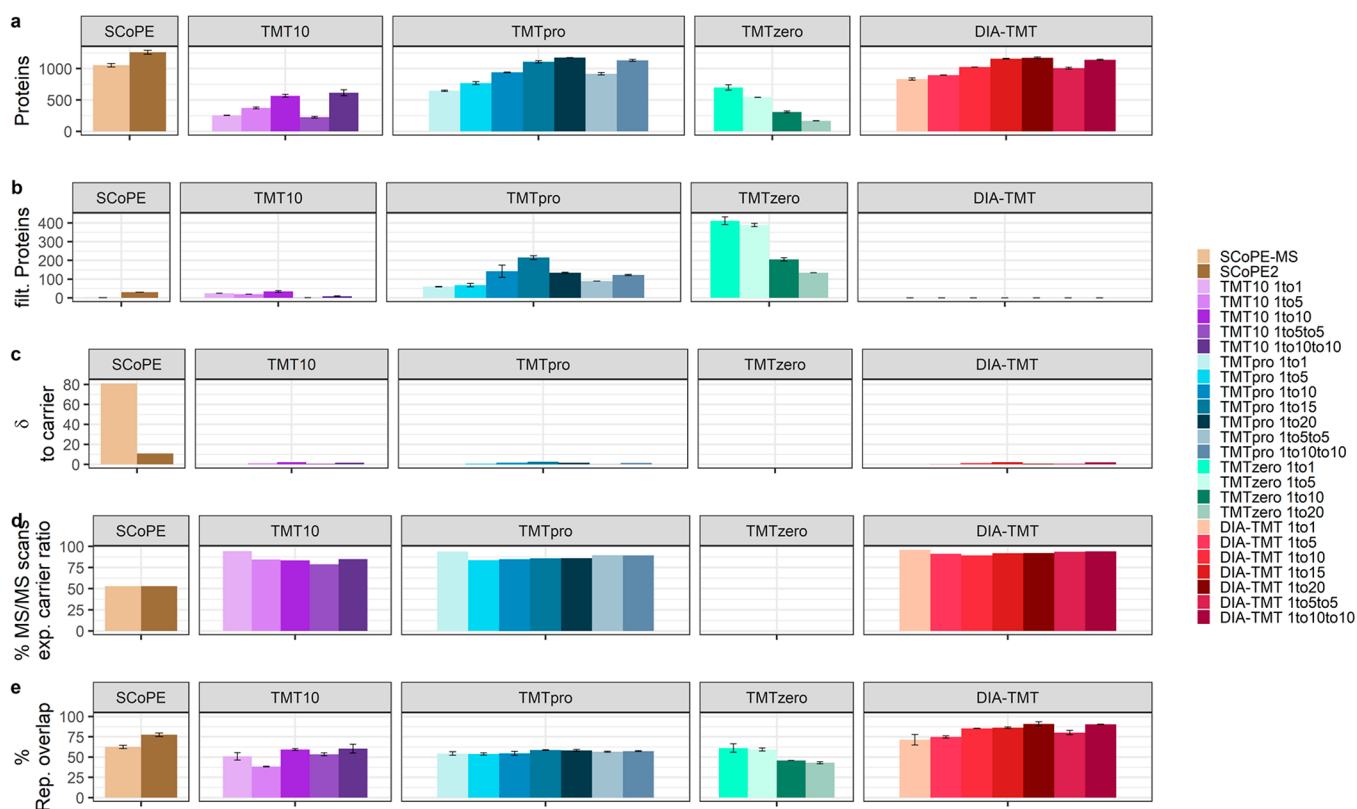 a
SCoPE TMT10 TMTpro TMTzero DIA-TMT
Proteins
1000
500
0
b
SCoPE TMT10 TMTpro TMTzero DIA-TMT
filt. Proteins
400
300
200
100
0
c
SCoPE TMT10 TMTpro TMTzero DIA-TMT
δ
to carrier
80
60
40
20
0
d
SCoPE TMT10 TMTpro TMTzero DIA-TMT
% MS/MS scans
exp. carrier ratio
100
75
50
25
0
e
SCoPE TMT10 TMTpro TMTzero DIA-TMT
%
Rep. overlap
100
75
50
25
0
SCoPE-MS
SCoPE2
TMT10 1to1
TMT10 1to5
TMT10 1to10
TMT10 1to5to5
TMT10 1to10to10
TMTpro 1to1
TMTpro 1to5
TMTpro 1to10
TMTpro 1to15
TMTpro 1to20
TMTpro 1to5to5
TMTpro 1to10to10
TMTzero 1to1
TMTzero 1to5
TMTzero 1to10
TMTzero 1to20
DIA-TMT 1to1
DIA-TMT 1to5
DIA-TMT 1to10
DIA-TMT 1to15
DIA-TMT 1to20
DIA-TMT 1to5to5
DIA-TMT 1to10to10